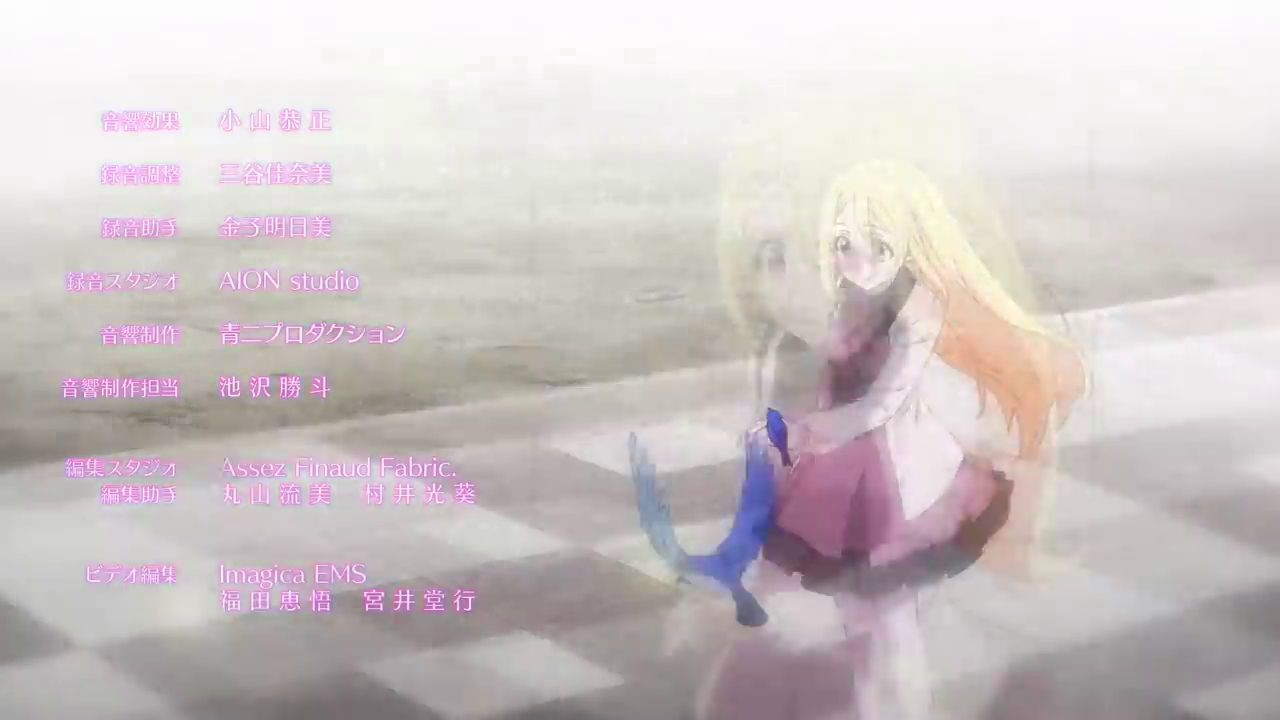 音響効果 小山恭正
録音調整 三谷佳奈美
録音助手 金子明日美
録音スタジオ AION studio
音響制作 青二プロダクション
音響制作担当 池沢勝斗
編集スタジオ Assez Finaud Fabric.
編集助手 丸山流美 村井光葵
ビデオ編集 Imagica EMS
福田恵悟 宮井堂行